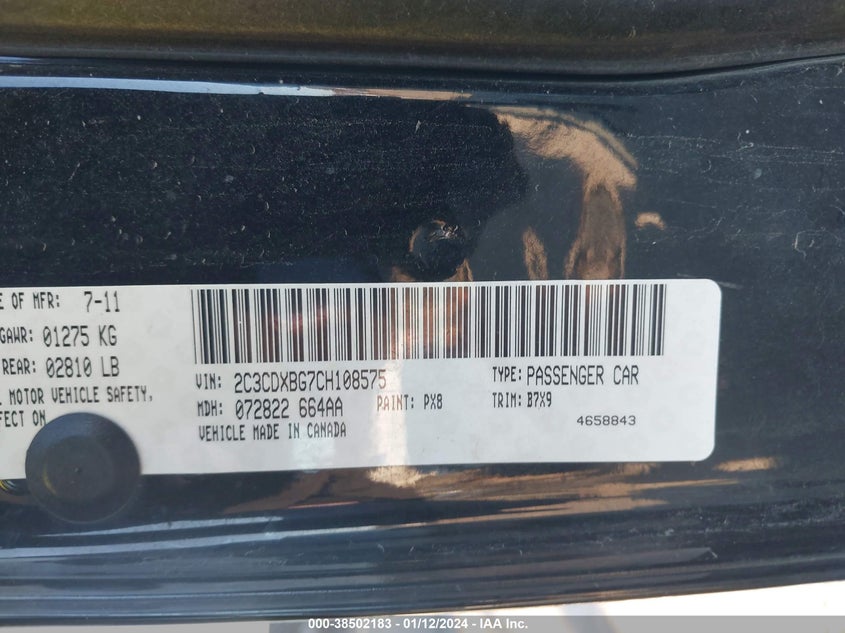 E OF MFR: 7-11
GAWR: 01275 KG
REAR: 02810 LB
MOTOR VEHICLE SAFETY,
FECT ON
VIN: 2C3CDXBG7CH108575
TYPE: PASSENGER CAR
MDH: 072822 664AA
PAINT: PX8
TRIM: B7X9
VEHICLE MADE IN CANADA
4658843
000-38502183 - 01/12/2024 - IAA Inc.